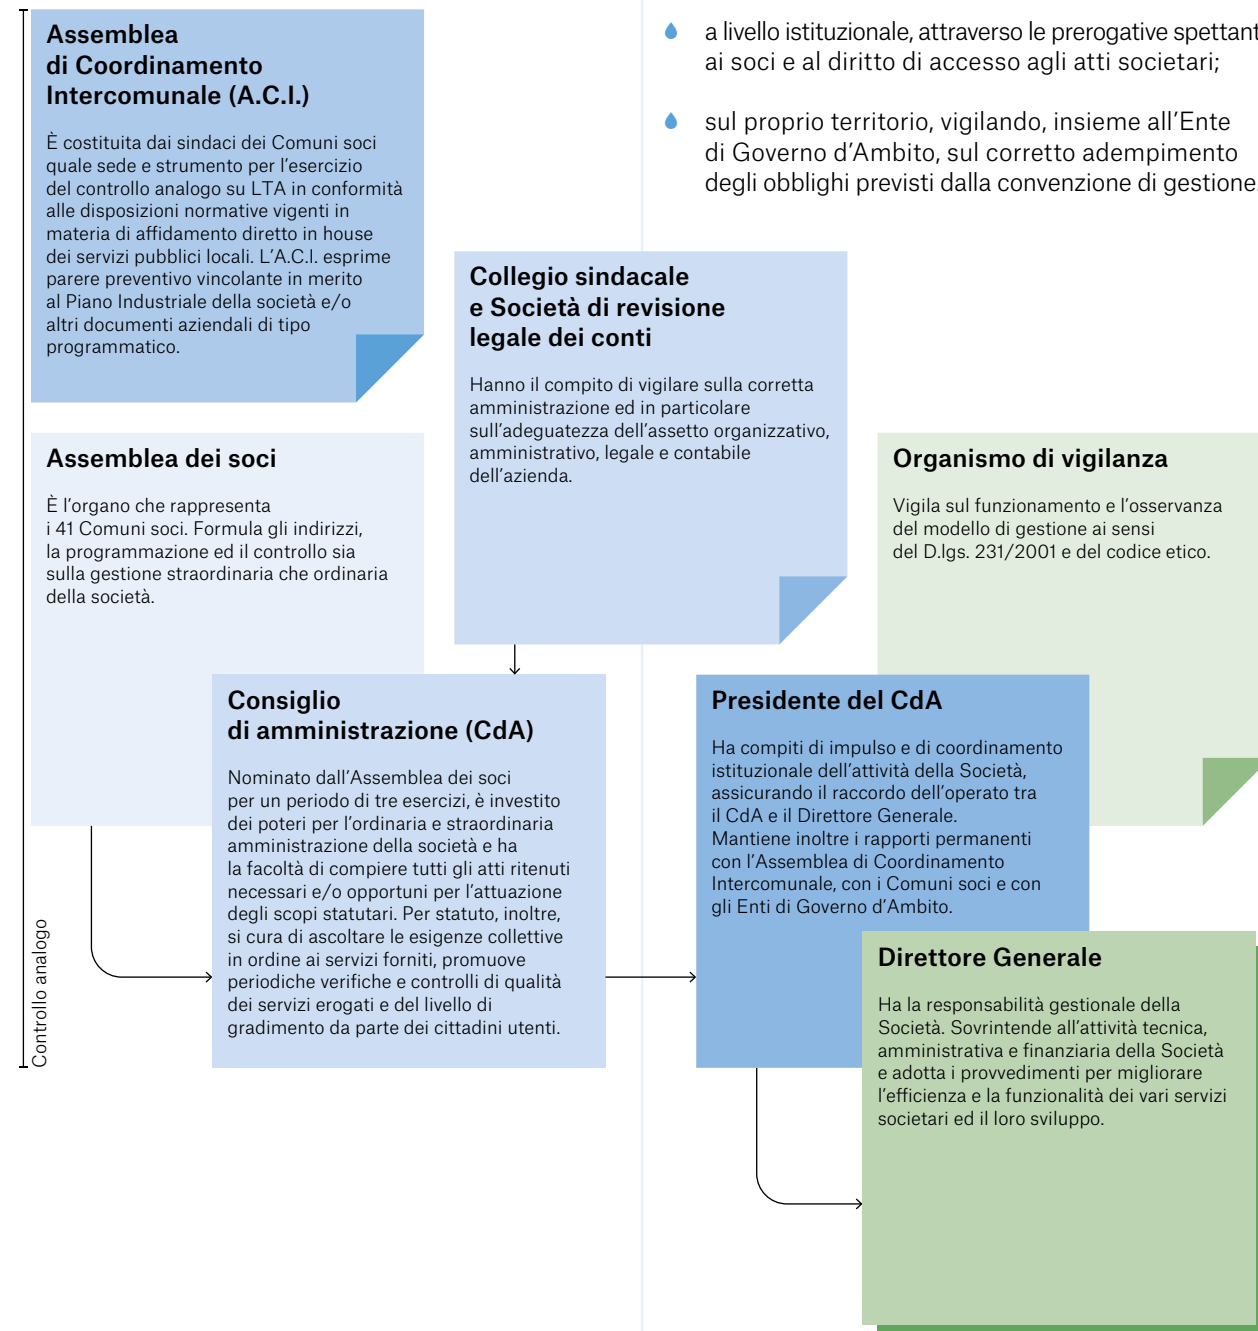 Assemblea
di Coordinamento
Intercomunale (A.C.I.)
È costituita dai sindaci dei Comuni soci
quale sede e strumento per l'esercizio
del controllo analogo su LTA in conformità
alle disposizioni normative vigenti in
materia di affidamento diretto in house
dei servizi pubblici locali. L'A.C.I. esprime
parere preventivo vincolante in merito
al Piano Industriale della società e/o
altri documenti aziendali di tipo
programmatico.
a livello istituzionale, attraverso le prerogative spettant
ai soci e al diritto di accesso agli atti societari;
sul proprio territorio, vigilando, insieme all'Ente
di Governo d'Ambito, sul corretto adempimento
degli obblighi previsti dalla convenzione di gestione.
Collegio sindacale
e Società di revisione
legale dei conti
Hanno il compito di vigilare sulla corretta
amministrazione ed in particolare
sull'adeguatezza dell'assetto organizzativo,
amministrativo, legale e contabile
dell'azienda.
Assemblea dei soci
È l'organo che rappresenta
i 41 Comuni soci. Formula gli indirizzi,
la programmazione ed il controllo sia
sulla gestione straordinaria che ordinaria
della società.
Organismo di vigilanza
Vigila sul funzionamento e l'osservanza
del modello di gestione ai sensi
del D.lgs. 231/2001 e del codice etico.
Consiglio
di amministrazione (CdA)
Nominato dall'Assemblea dei soci
per un periodo di tre esercizi, è investito
dei poteri per l'ordinaria e straordinaria
amministrazione della società e ha
la facoltà di compiere tutti gli atti ritenuti
necessari e/o opportuni per l'attuazione
degli scopi statutari. Per statuto, inoltre,
si cura di ascoltare le esigenze collettive
in ordine ai servizi forniti, promuove
periodiche verifiche e controlli di qualità
dei servizi erogati e del livello di
gradimento da parte dei cittadini utenti.
Presidente del CdA
Ha compiti di impulso e di coordinamento
istituzionale dell'attività della Società,
assicurando il raccordo dell'operato tra
il CdA e il Direttore Generale.
Mantiene inoltre i rapporti permanenti
con l'Assemblea di Coordinamento
Intercomunale, con i Comuni soci e con
gli Enti di Governo d'Ambito.
Direttore Generale
Ha la responsabilità gestionale della
Società. Sovrintende all'attività tecnica,
amministrativa e finanziaria della Società
e adotta i provvedimenti per migliorare
l'efficienza e la funzionalità dei vari servizi
societari ed il loro sviluppo.
Controllo analogo